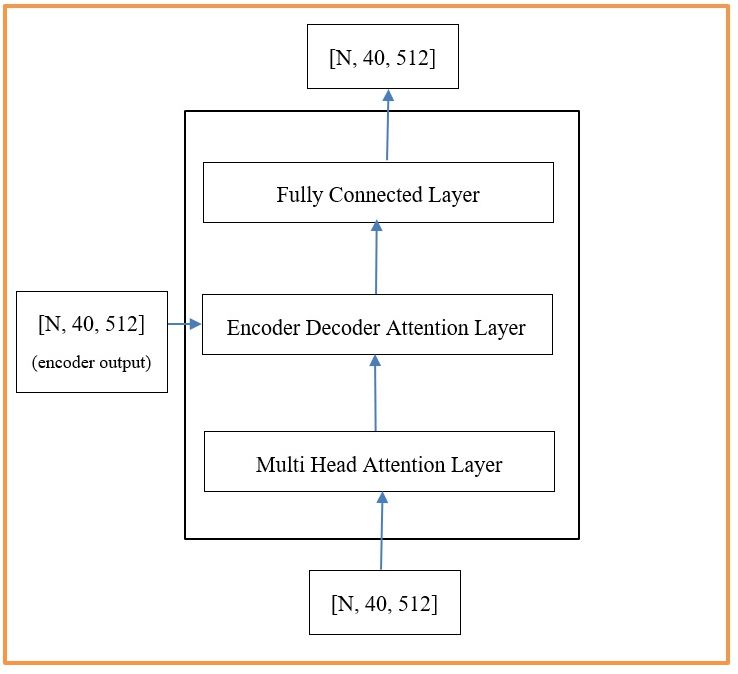 [N, 40, 512]
Fully Connected Layer
[N, 40, 512]
(encoder output)
Encoder Decoder Attention Layer
Multi Head Attention Layer
[N, 40, 512]